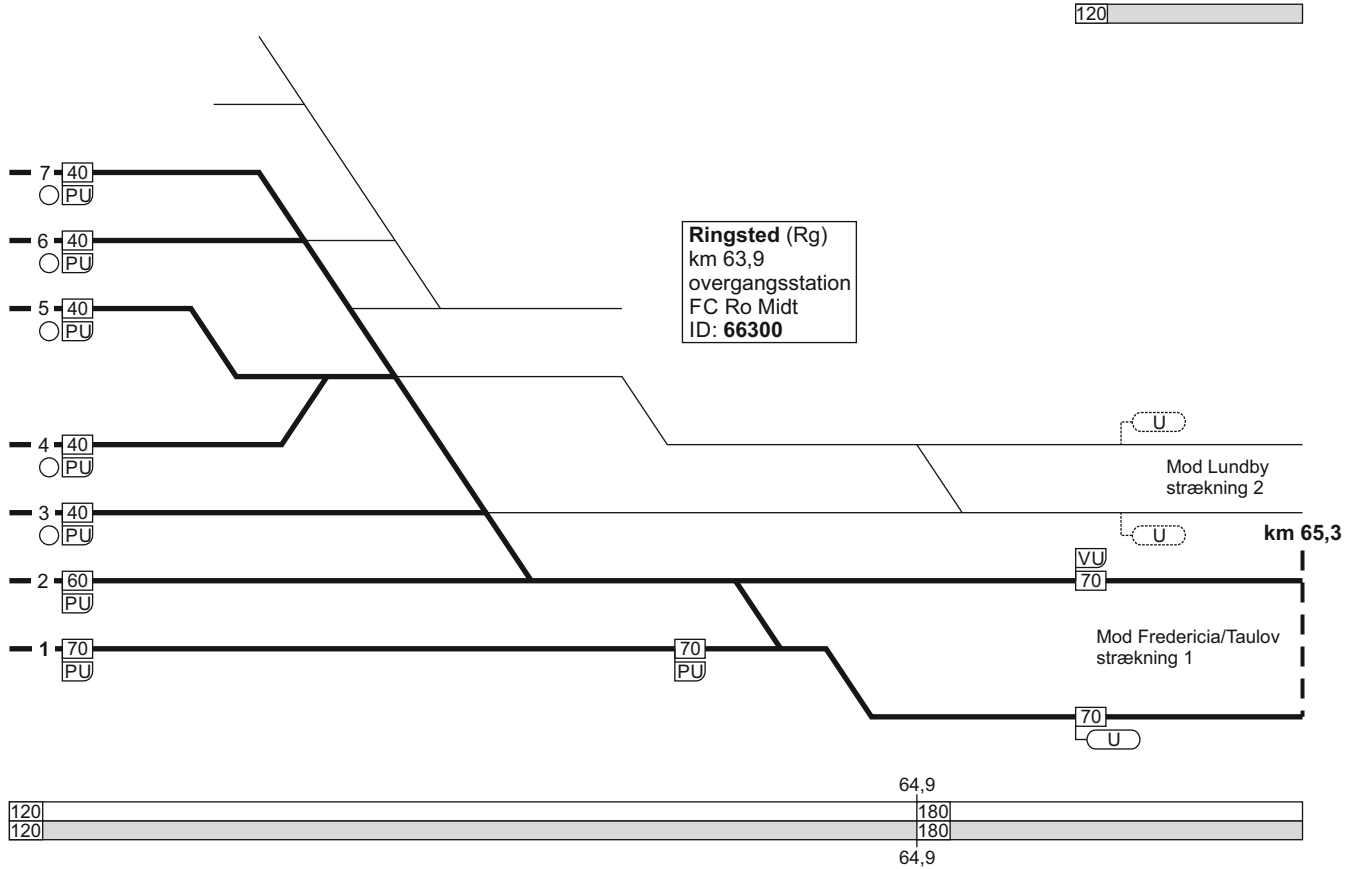 120
7 40
PU
6 40
PU
Ringsted (Rg)
km 63,9
overgangsstation
FC Ro Midt
ID: 66300
5 40
PU
4 40
PU
U
Mod Lundby
strækning 2
3 40
PU
U
km 65,3
VU
2 60
70
PU
Mod Fredericia/Taulov
strækning 1
1 70
70
PU
PU
70
U
64,9
120
180
120
180
64,9